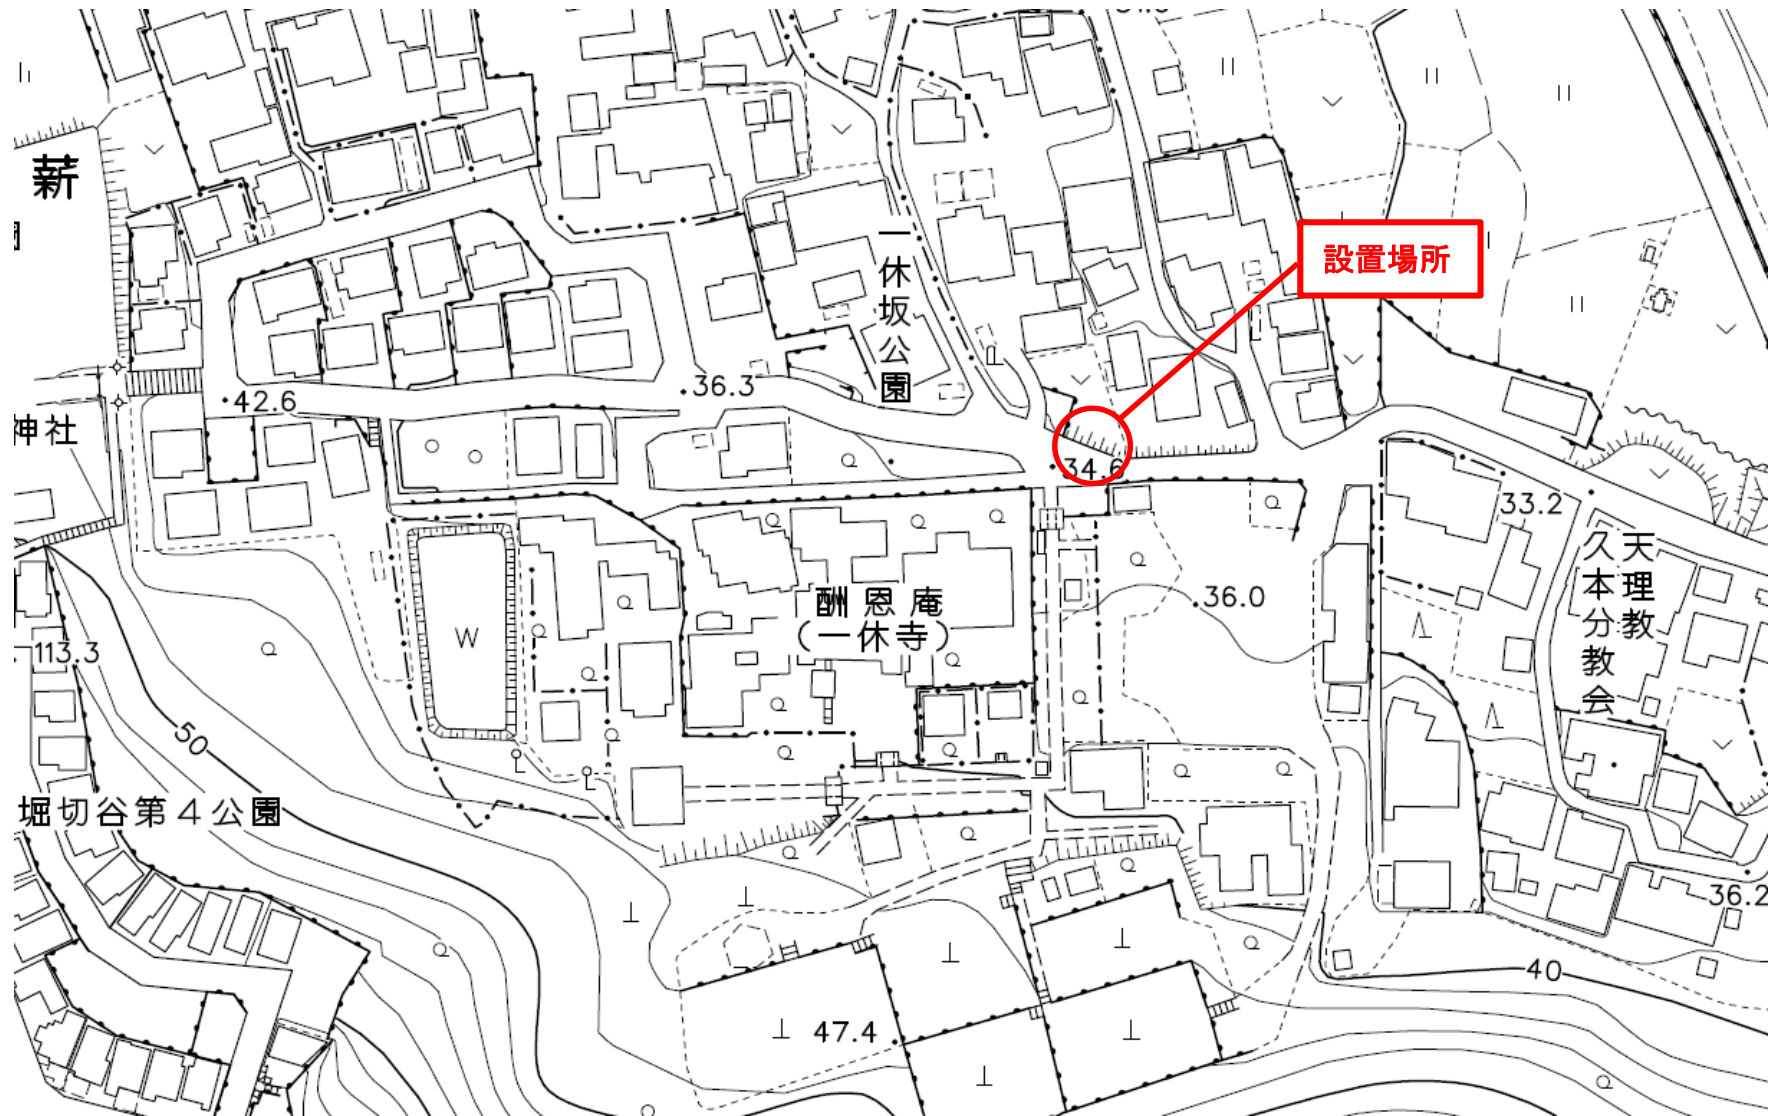 薪
一休坂公園
設置場所
36.3
42.6
神社
34.6
33.2
天理教
久本分教会
酬恩庵
(一休寺)
36.0
W
113.3
50
堀切谷第4公園
36.2
40
47.4